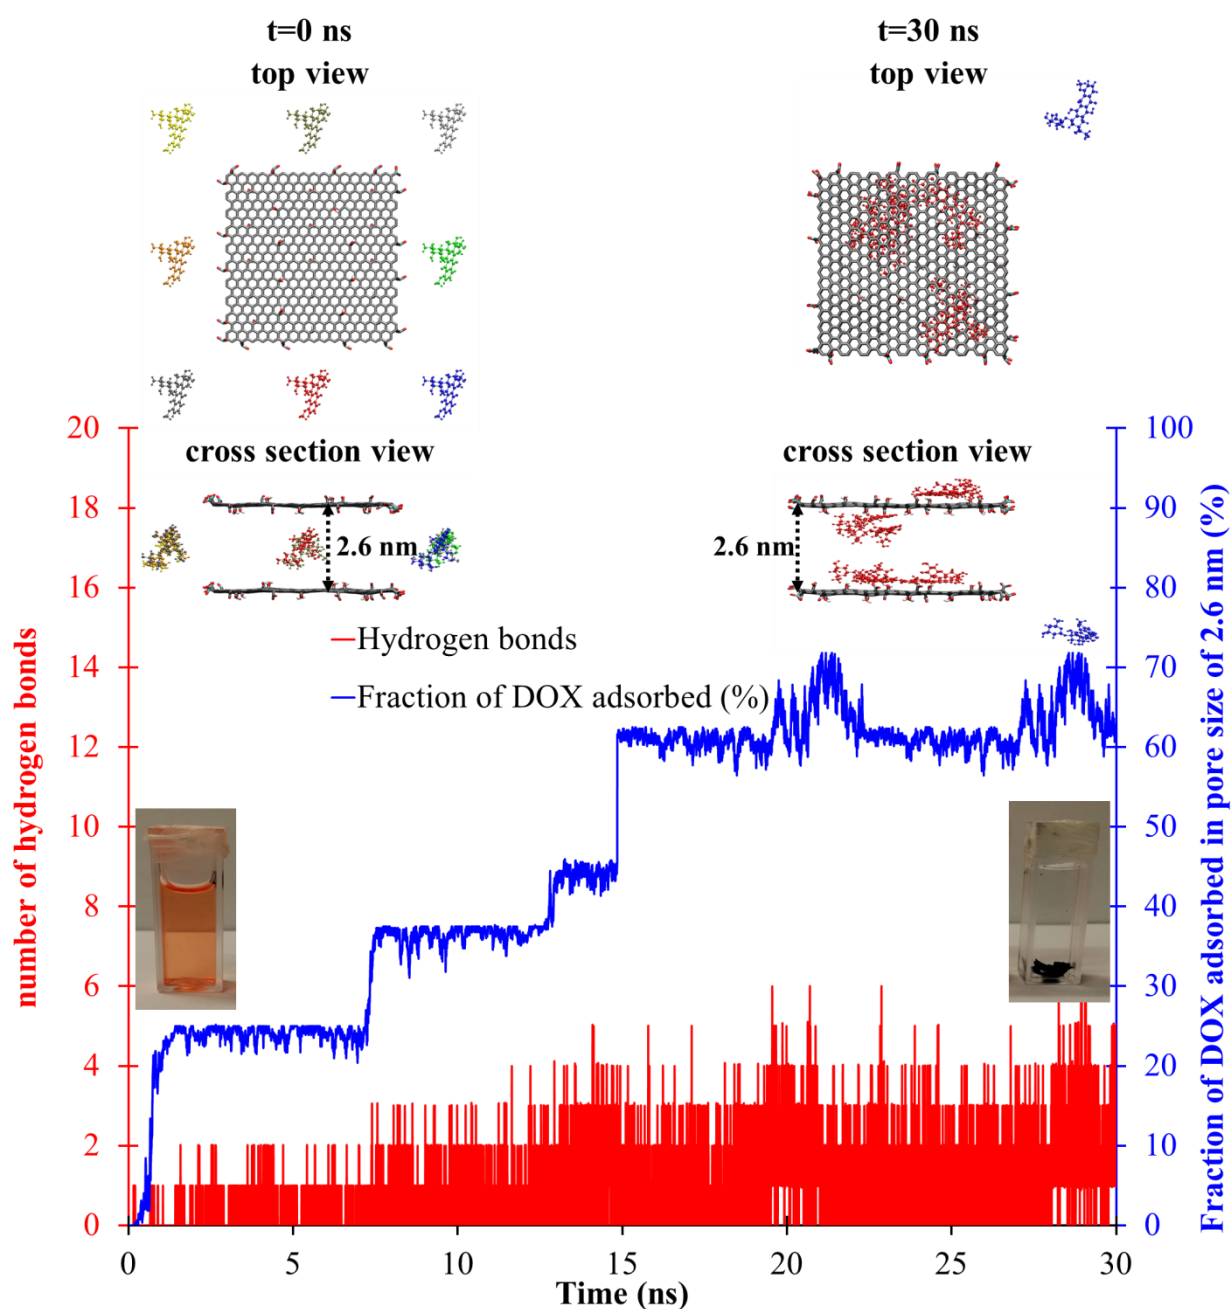 t=0 ns
top view
t=30 ns
top view
cross section view
2.6 nm
cross section view
2.6 nm
Hydrogen bonds
Fraction of DOX adsorbed (%)
number of hydrogen bonds
20
18
16
14
12
10
8
6
4
2
0
Fraction of DOX adsorbed in pore size of 2.6 nm (%)
100
90
80
70
60
50
40
30
20
10
0
0
5
10
15
20
25
30
Time (ns)